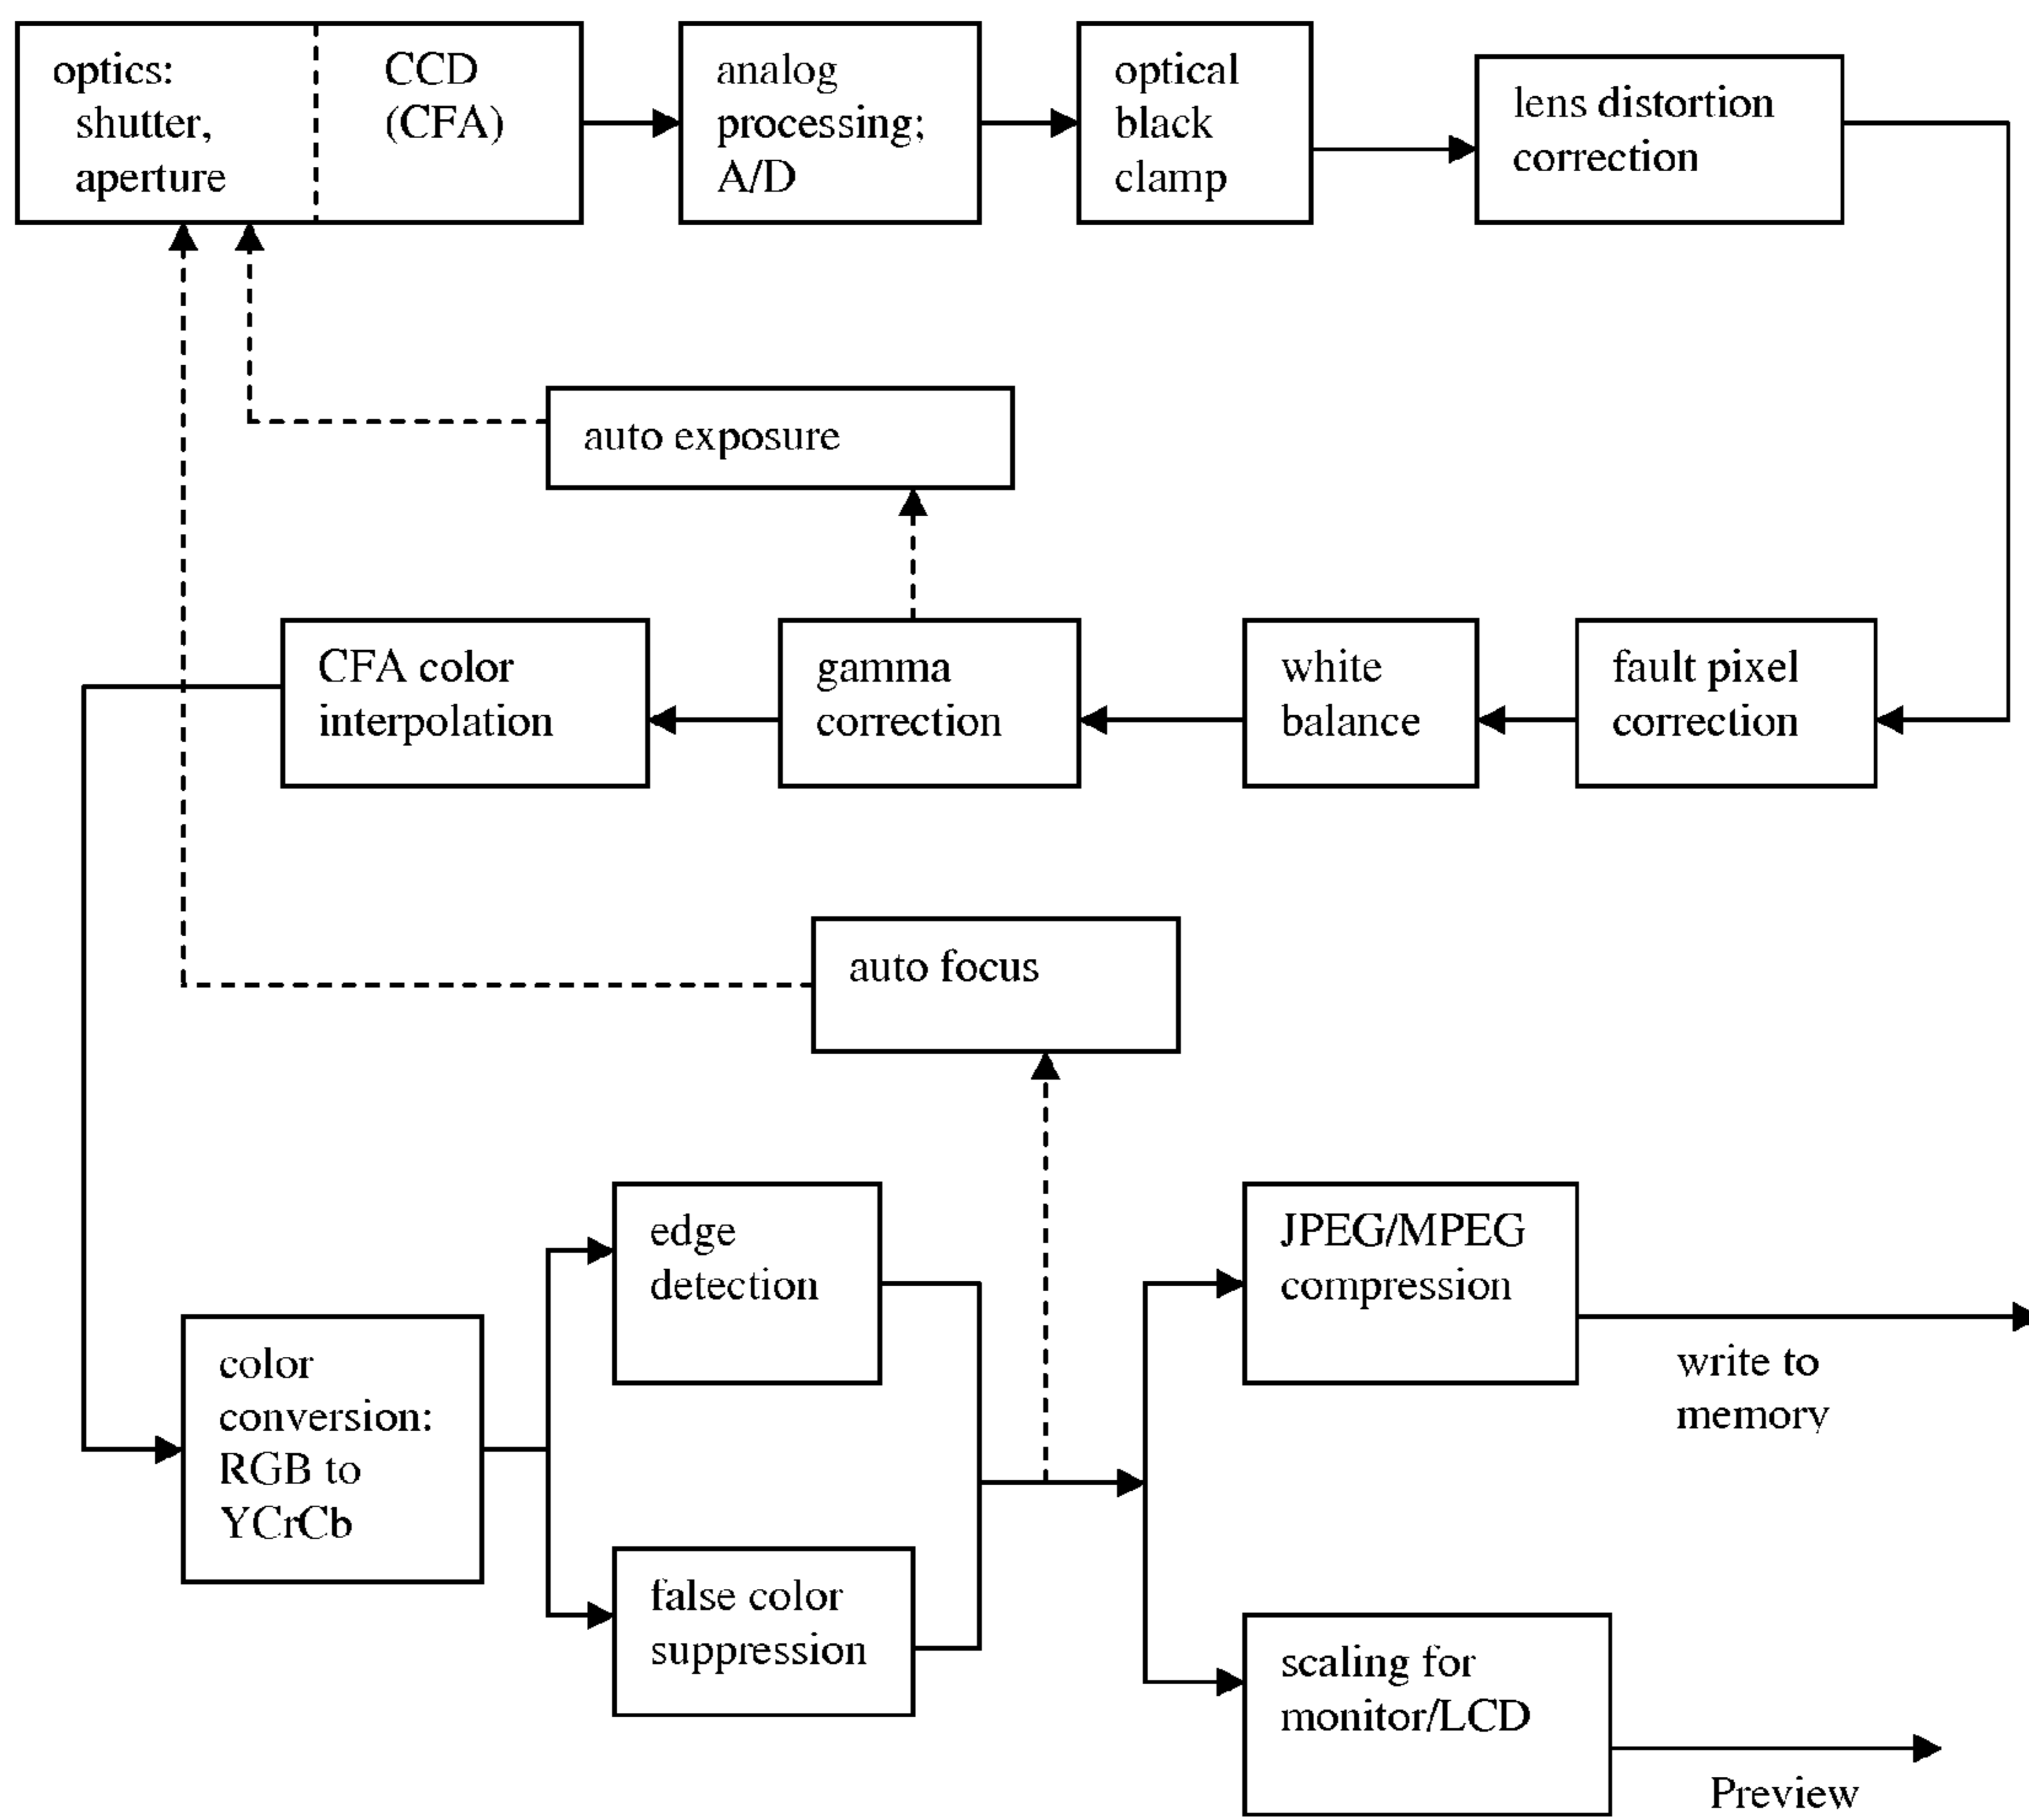 optics:
shutter,
aperture
CCD
(CFA)
analog
processing;
A/D
optical
black
clamp
lens distortion
correction
auto exposure
CFA color
interpolation
gamma
correction
white
balance
fault pixel
correction
auto focus
edge
detection
JPEG/MPEG
compression
write to
memory
color
conversion:
RGB to
YCrCb
false color
suppression
scaling for
monitor/LCD
Preview